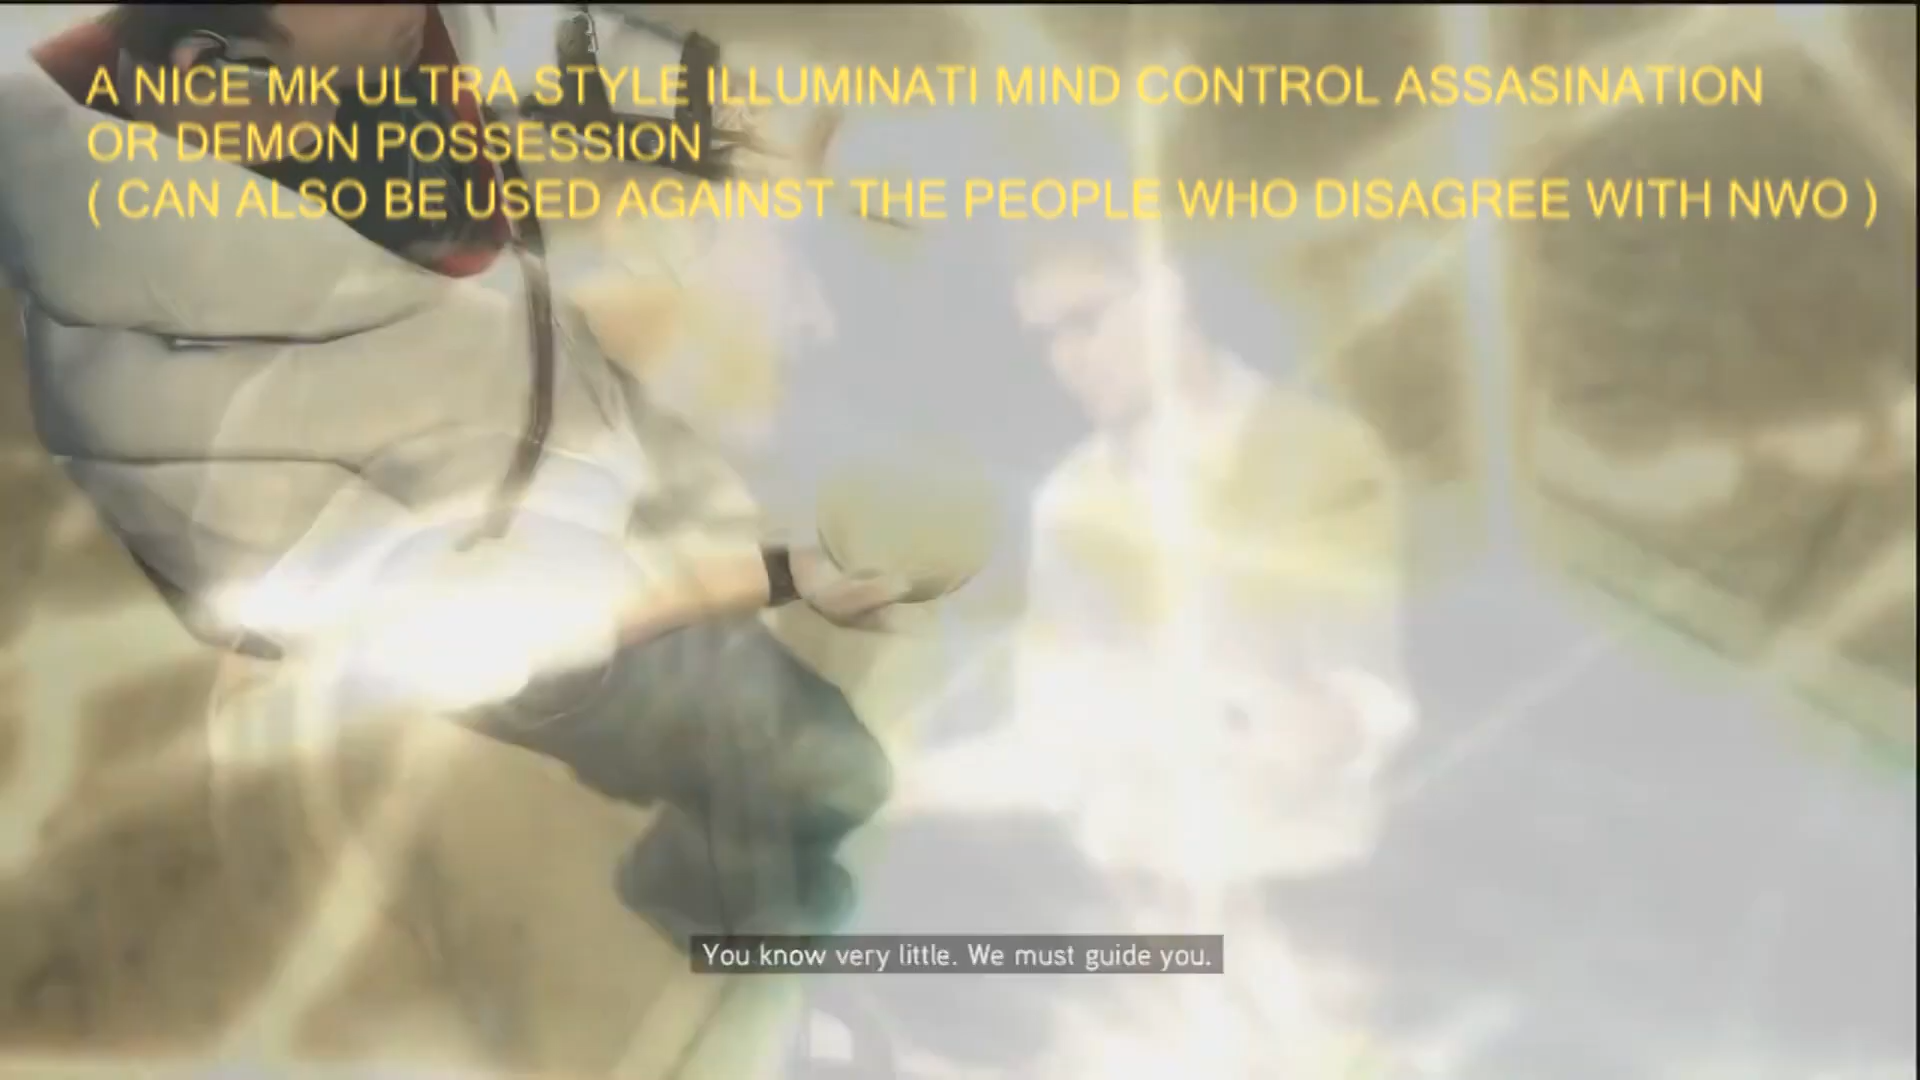 A NICE MK ULTRA STYLE ILLUMINATI MIND CONTROL ASSASINATION
OR DEMON POSSESSION
( CAN ALSO BE USED AGAINST THE PEOPLE WHO DISAGREE WITH NWO )
You know very little. We must guide you.